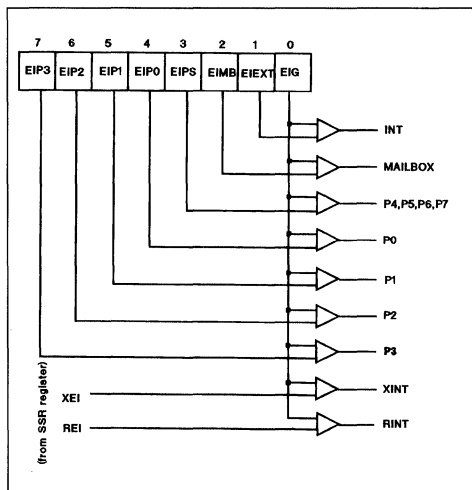 7 6 5 4 3 2 1 0
EIP3 EIP2 EIP1 EIP0 EIPS EIMB EIEXT EIG
INT
MAILBOX
P4,P5,P6,P7
P0
P1
P2
P3
XEI XINT
REI RINT
(from SSR register)